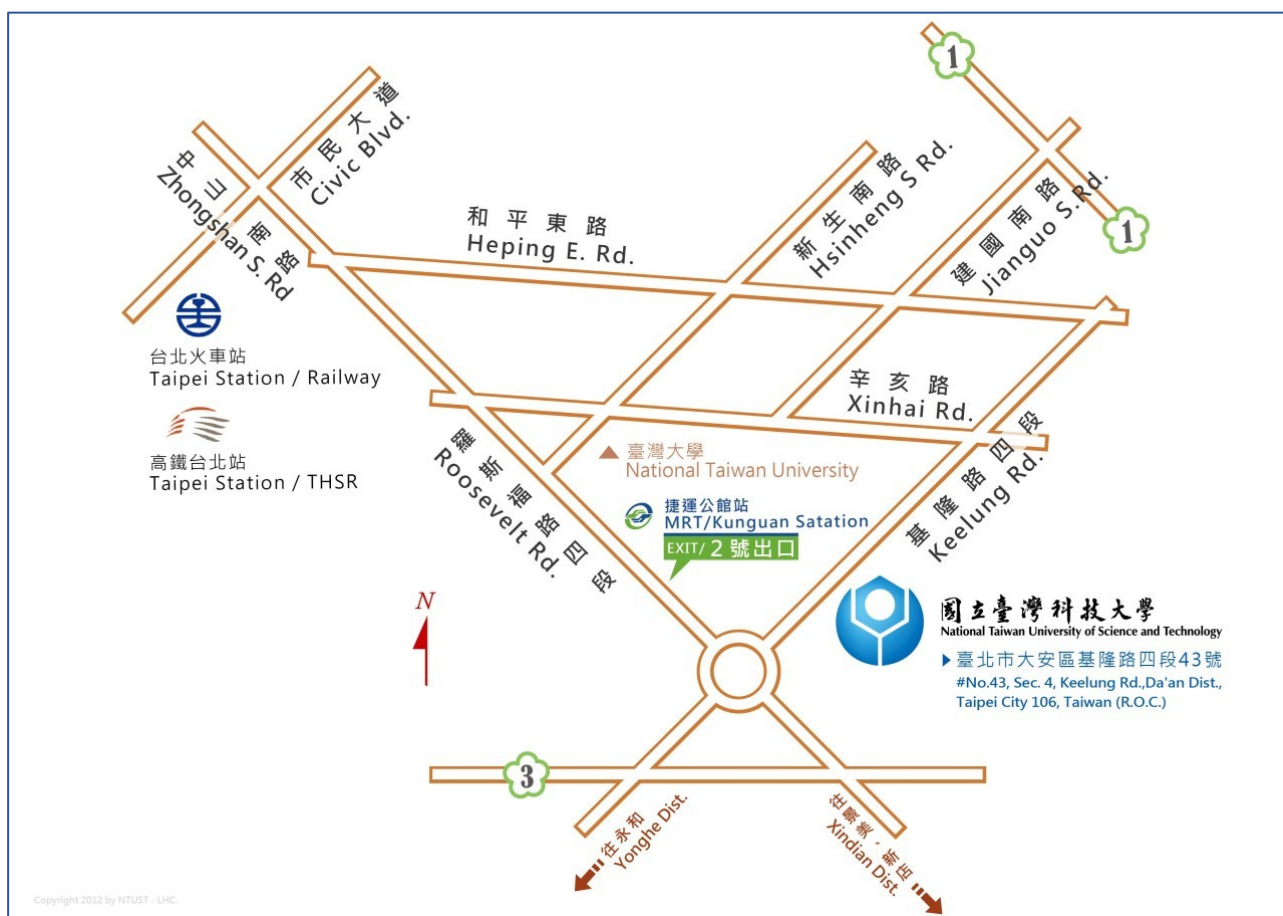 1
1
市民大道
Civic Blvd.
中山南路
Zhongshan S.Rd
和平東路
Heping E. Rd.
新生南路
Hsinheng S Rd.
建國南路
Jianguo S.Rd.
台北火車站
Taipei Station / Railway
高鐵台北站
Taipei Station / THSR
辛亥路
Xinhai Rd.
羅斯福路四段
Roosevelt Rd.
臺灣大學
National Taiwan University
捷運公館站
MRT/Kunguan Satation
EXIT/ 2 號出口
基隆路四段
Keelung Rd.
N
國立臺灣科技大學
National Taiwan University of Science and Technology
臺北市大安區基隆路四段43號
#No.43, Sec. 4, Keelung Rd.,Da'an Dist.,
Taipei City 106, Taiwan (R.O.C.)
3
往永和
Yonghe Dist.
往景美，新店
Xindian Dist.
Copyright 2012 by NTUST - LHC.